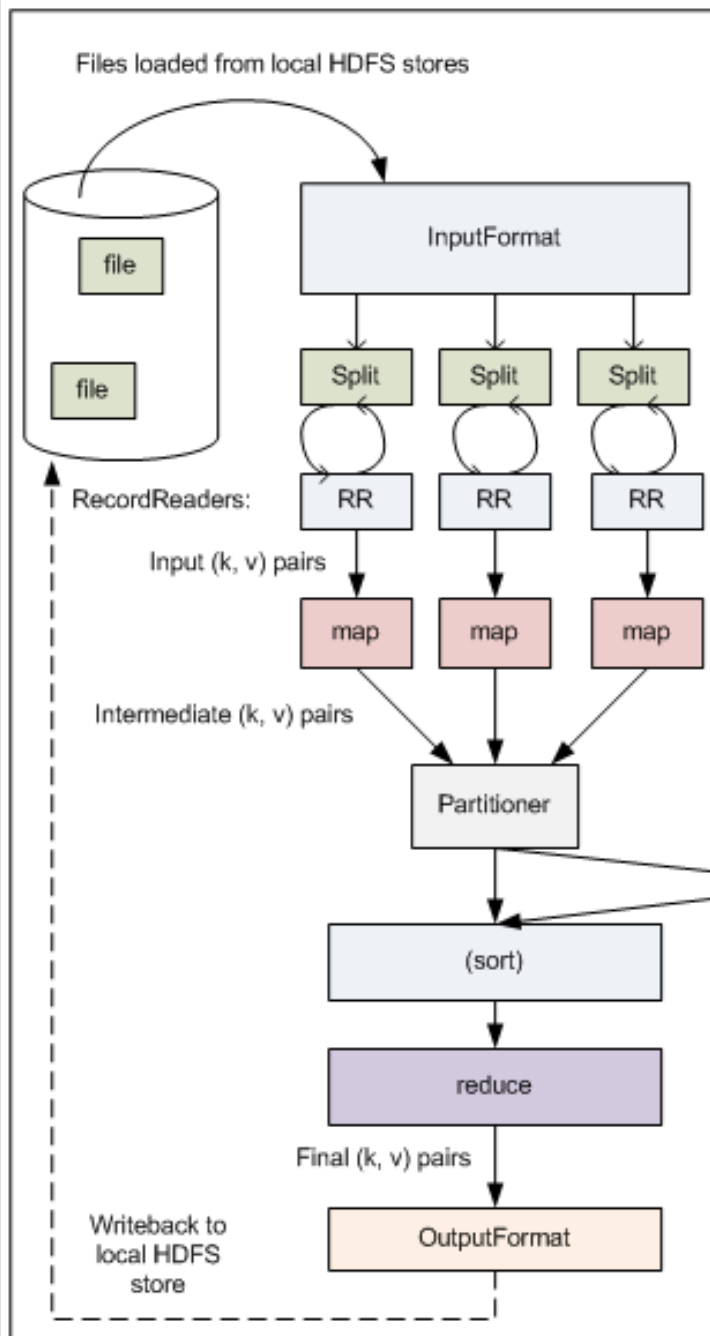 Files loaded from local HDFS stores
InputFormat
file
file
Split
Split
Split
RecordReaders:
RR
RR
RR
Input (k, v) pairs
map
map
map
Intermediate (k, v) pairs
Partitioner
(sort)
reduce
Final (k, v) pairs
Writeback to
local HDFS
store
OutputFormat